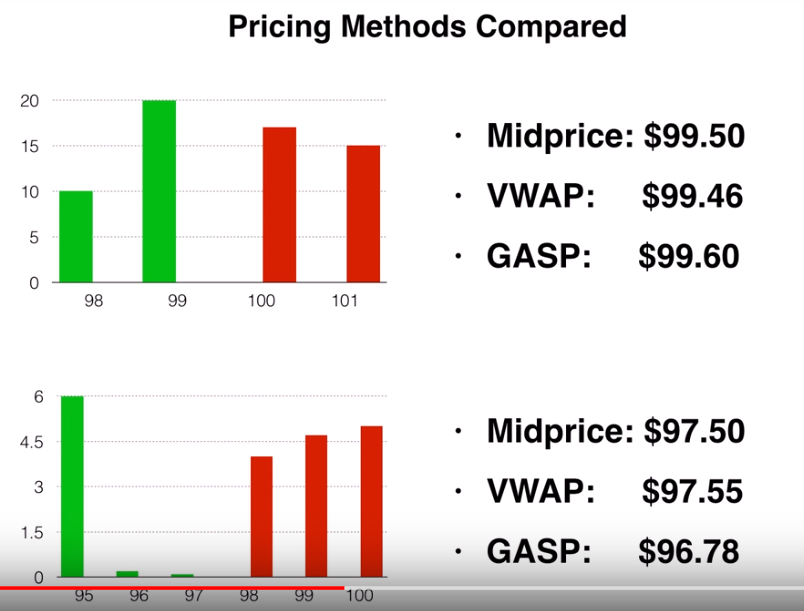 Pricing Methods Compared
20
15
10
5
0
98 99 100 101
· Midprice: $99.50
· VWAP: $99.46
· GASP: $99.60
6
4.5
3
1.5
0
95 96 97 98 99 100
· Midprice: $97.50
· VWAP: $97.55
· GASP: $96.78